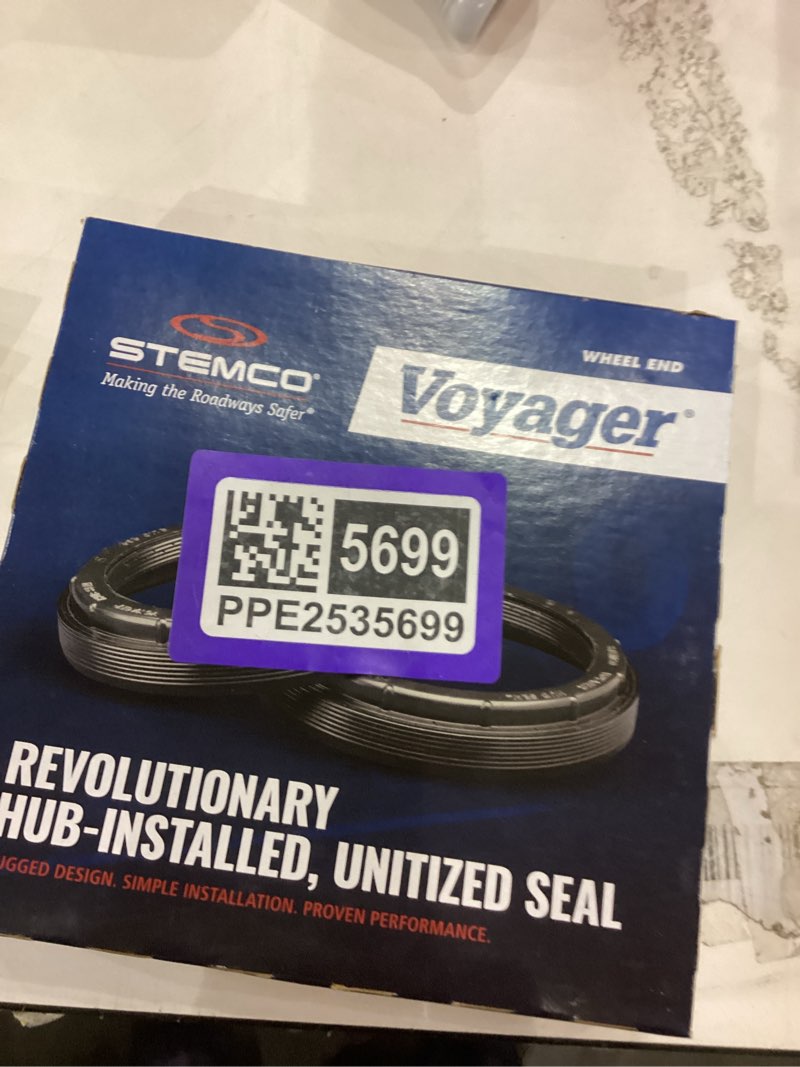 STEMCO®
Making the Roadways Safer®
WHEEL END
Voyager®
5699
PPE2535699
REVOLUTIONARY
HUB-INSTALLED, UNITIZED SEAL
UGGED DESIGN. SIMPLE INSTALLATION. PROVEN PERFORMANCE.